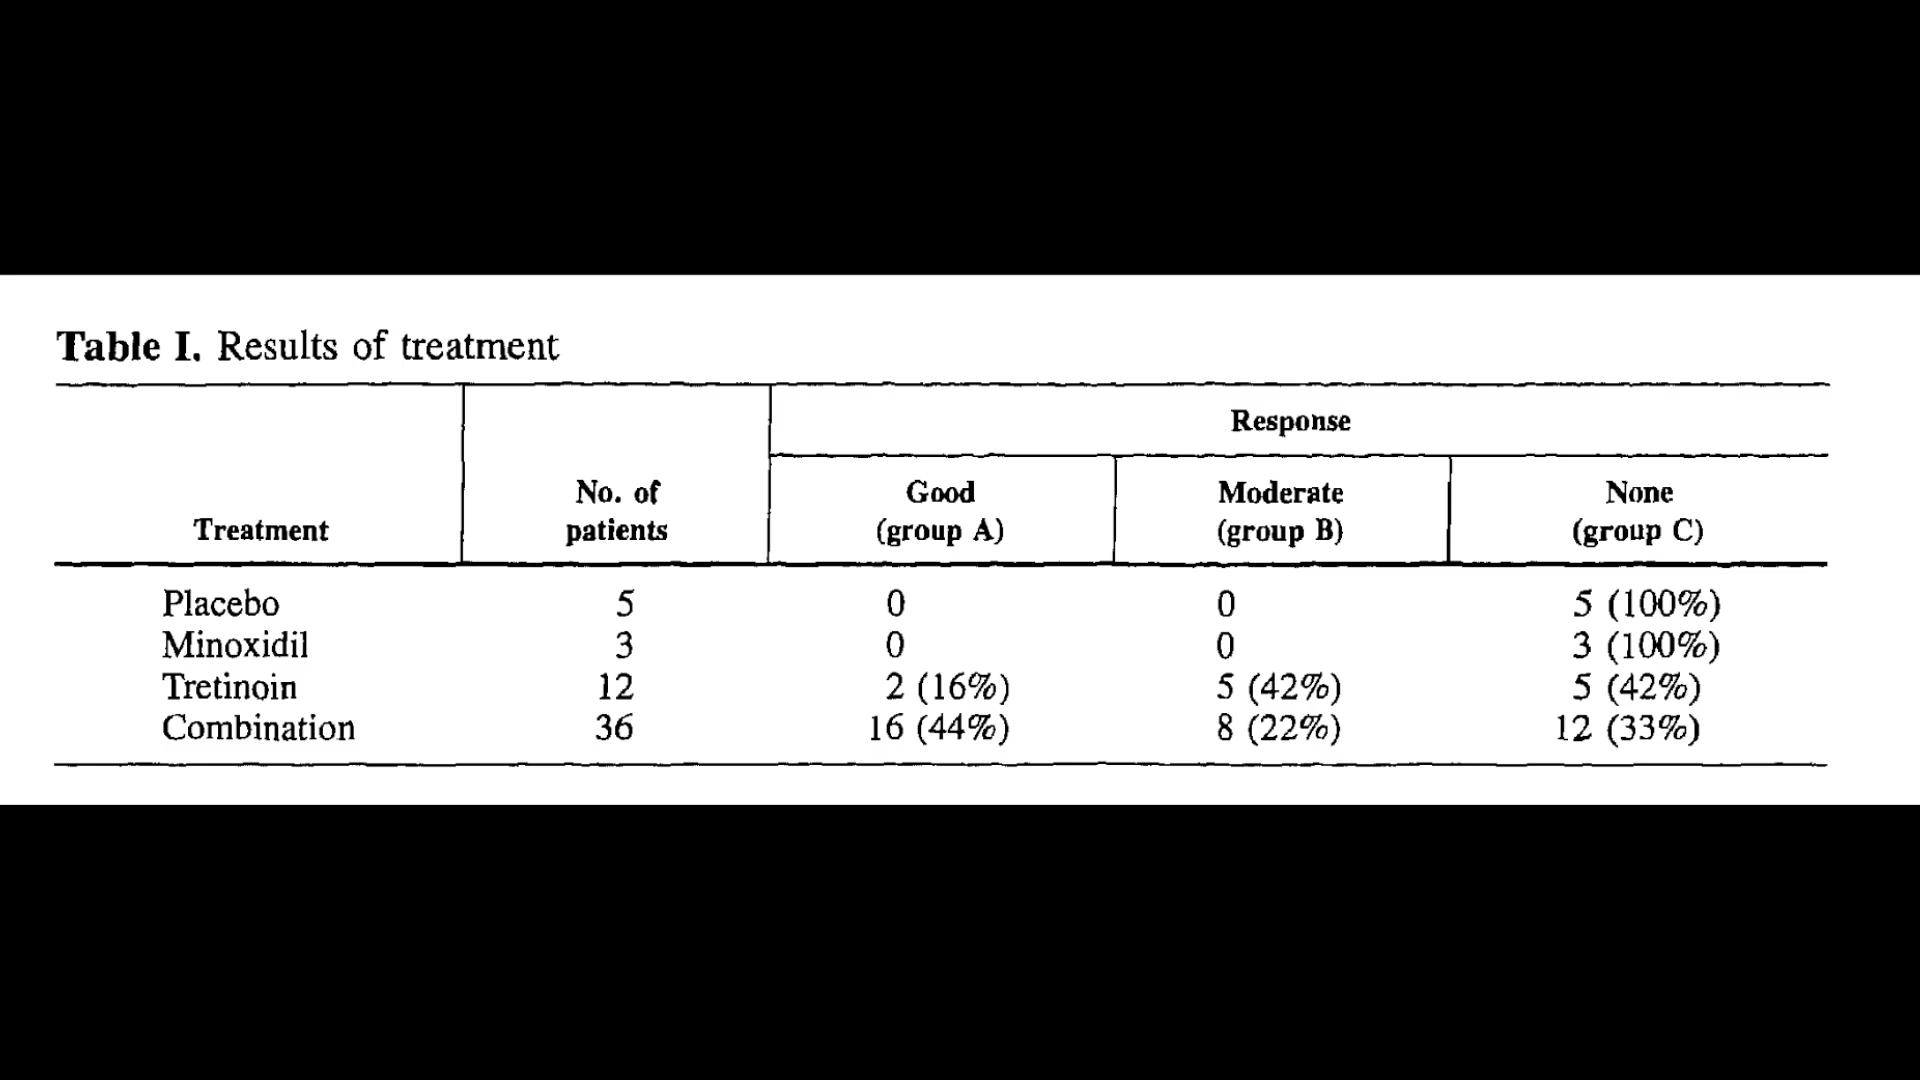 Table I. Results of treatment
Response
Treatment No. of patients Good (group A) Moderate (group B) None (group C)
Placebo 5 0 0 5 (100%)
Minoxidil 3 0 0 3 (100%)
Tretinoin 12 2 (16%) 5 (42%) 5 (42%)
Combination 36 16 (44%) 8 (22%) 12 (33%)